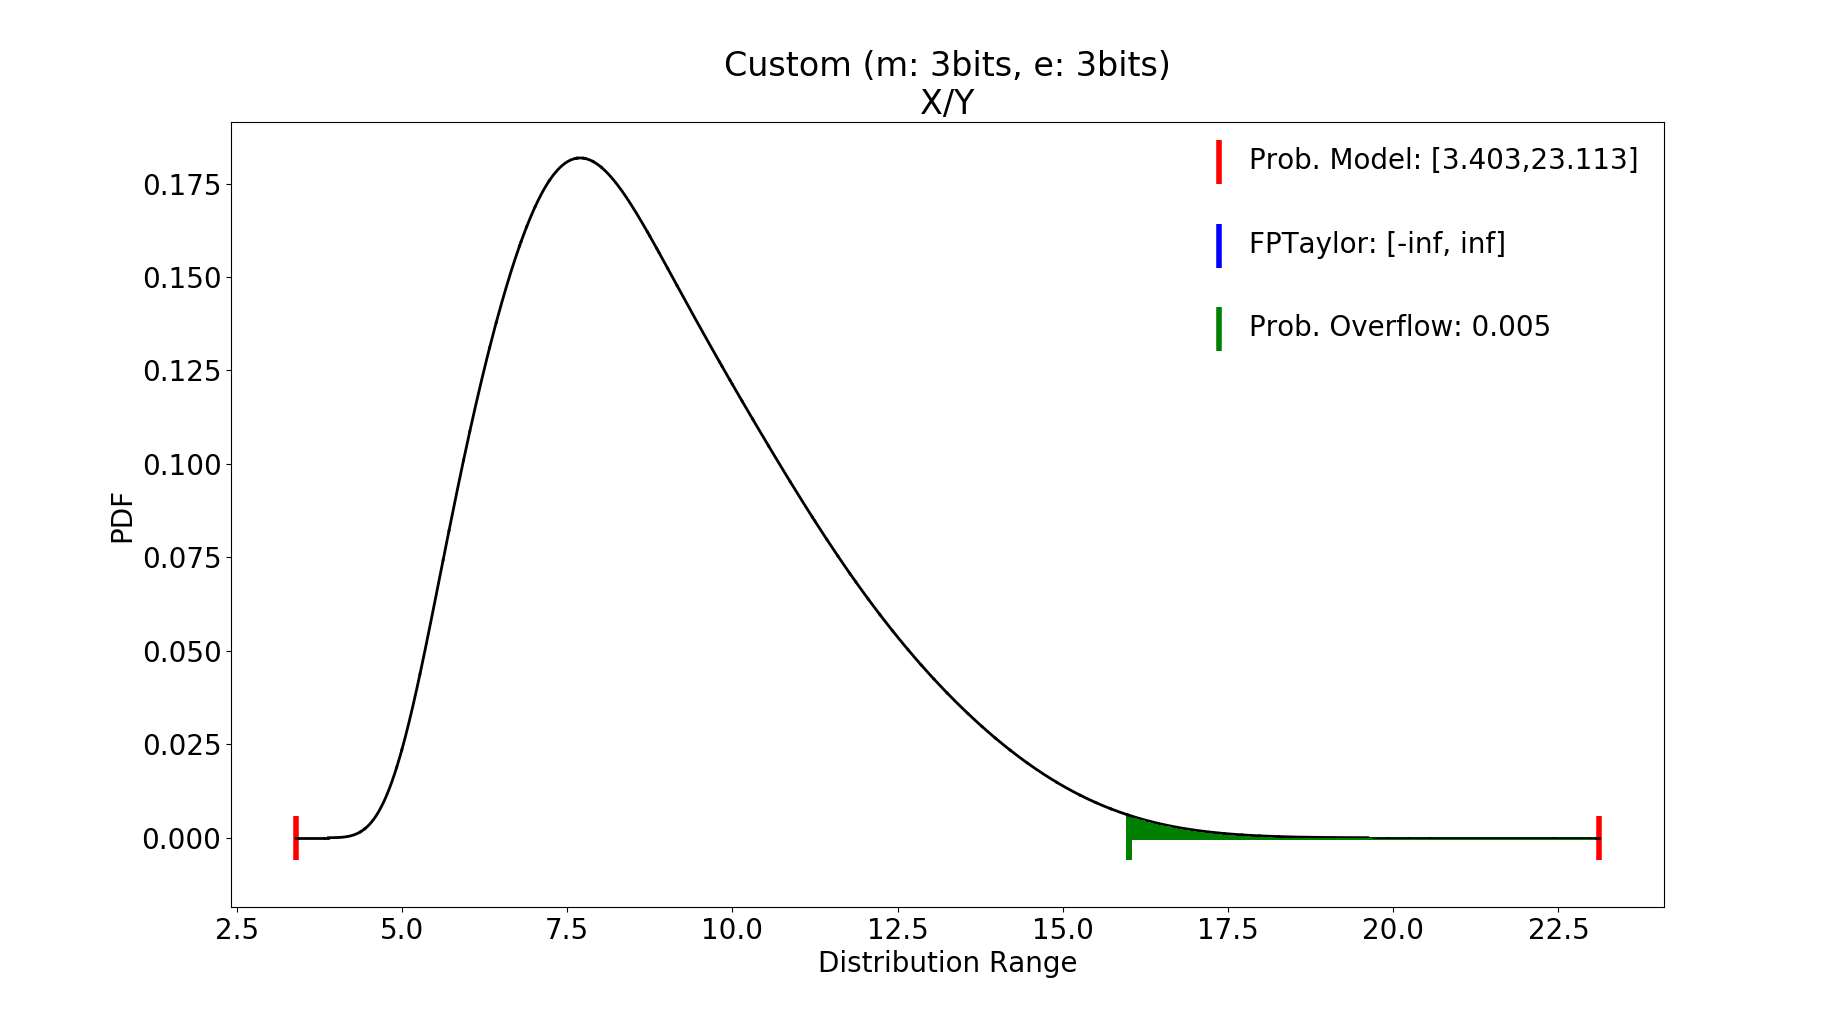 Custom (m: 3bits, e: 3bits)
X/Y
Prob. Model: [3.403,23.113]
FPTaylor: [-inf, inf]
Prob. Overflow: 0.005
PDF
0.175
0.150
0.125
0.100
0.075
0.050
0.025
0.000
2.5 5.0 7.5 10.0 12.5 15.0 17.5 20.0 22.5
Distribution Range